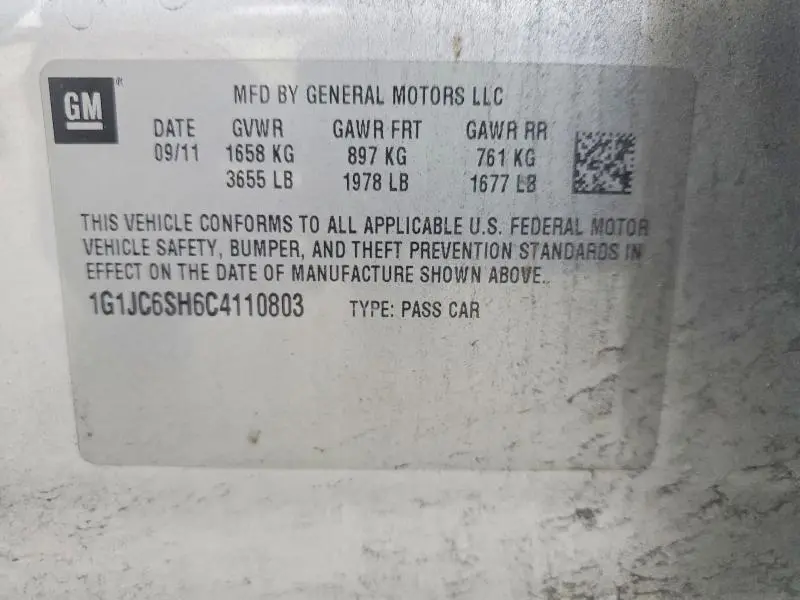 GM ®
MFD BY GENERAL MOTORS LLC
DATE GVWR GAWR FRT GAWR RR
09/11 1658 KG 897 KG 761 KG
3655 LB 1978 LB 1677 LB
THIS VEHICLE CONFORMS TO ALL APPLICABLE U.S. FEDERAL MOTOR
VEHICLE SAFETY, BUMPER, AND THEFT PREVENTION STANDARDS IN
EFFECT ON THE DATE OF MANUFACTURE SHOWN ABOVE.
1G1JC6SH6C4110803 TYPE: PASS CAR